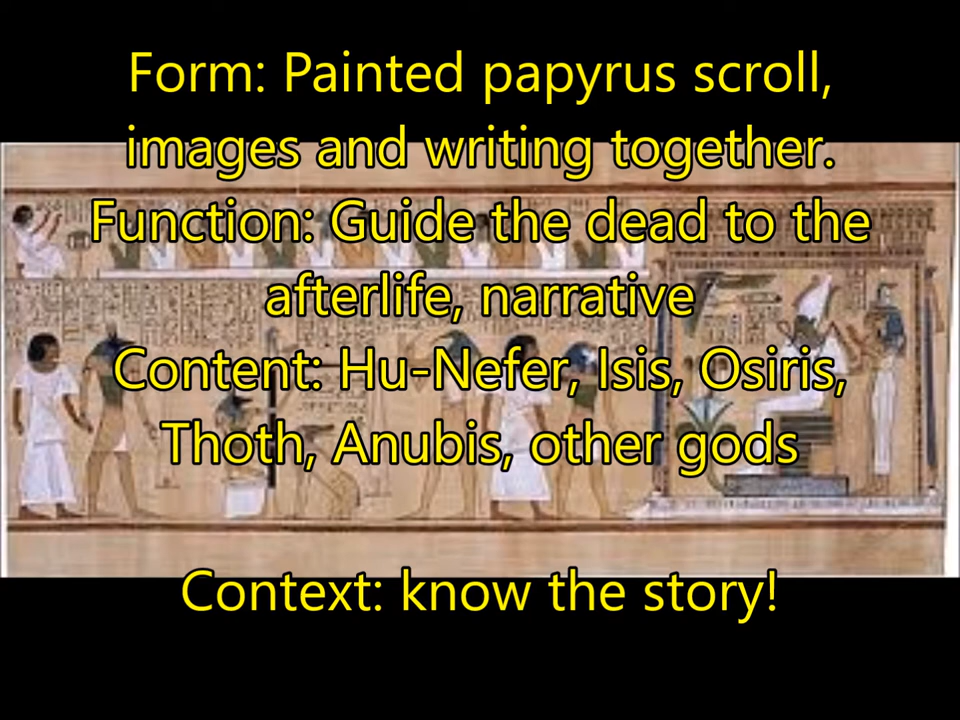 Form: Painted papyrus scroll,
images and writing together.
Function: Guide the dead to the
afterlife, narrative
Content: Hu-Nefer, Isis, Osiris,
Thoth, Anubis, other gods
Context: know the story!